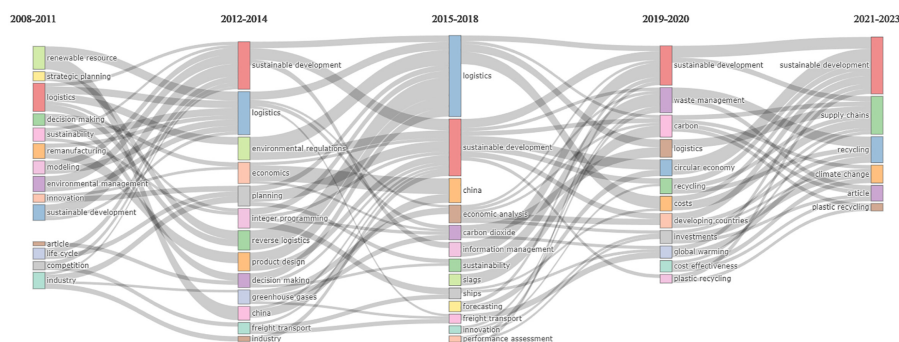 2008-2011
2012-2014
2015-2018
2019-2020
2021-2023
renewable resource
strategic planning
logistics
decision making
sustainability
remanufacturing
modeling
environmental management
innovation
sustainable development
article
life cycle
competition
industry
sustainable development
logistics
environmental regulations
economics
planning
integer programming
reverse logistics
product design
decision making
greenhouse gases
china
freight transport
industry
logistics
sustainable development
china
economic analysis
carbon dioxide
information management
sustainability
slags
ships
forecasting
freight transport
innovation
performance assessment
sustainable development
waste management
carbon
logistics
circular economy
recycling
costs
developing countries
investments
global warming
cost effectiveness
plastic recycling
sustainable development
supply chains
recycling
climate change
article
plastic recycling